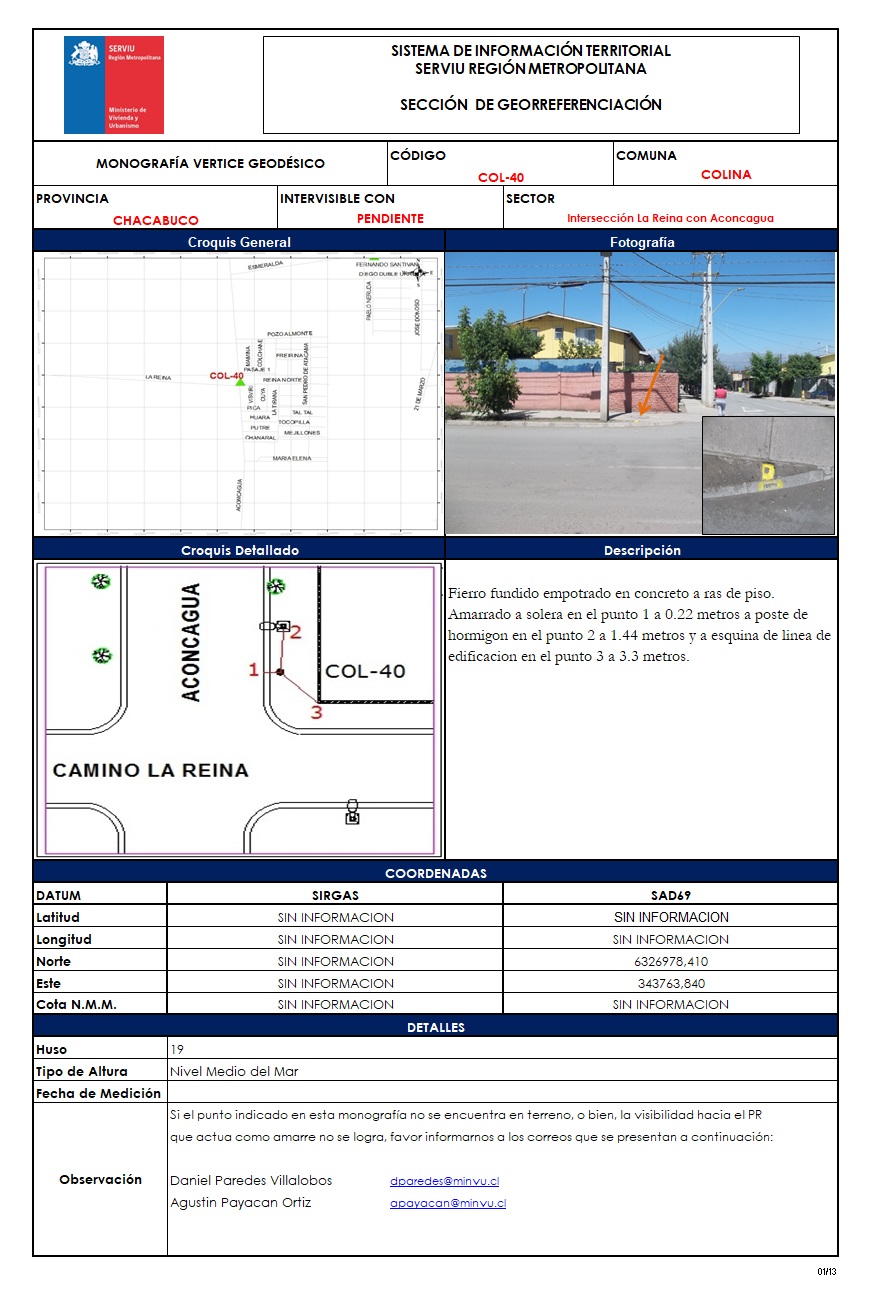 SERVIU
Región Metropolitana
Ministerio de
Vivienda y
Urbanismo
SISTEMA DE INFORMACIÓN TERRITORIAL
SERVIU REGIÓN METROPOLITANA
SECCIÓN DE GEORREFERENCIACIÓN
MONOGRAFÍA VERTICE GEODÉSICO
CÓDIGO
COL-40
COMUNA
COLINA
PROVINCIA
CHACABUCO
INTERVISIBLE CON
PENDIENTE
SECTOR
Intersección La Reina con Aconcagua
Croquis General
Fotografía
ESMERALDA
FERNANDO SANTIVAN
DIEGO DUBLE
PABLO NERUDA
JOSE DONOSO
21 DE MARZO
POZO ALMONTE
MAMINA
COLCHANE
FREIRINA
SAN PEDRO DE ATACAMA
PASAJE 1
LA REINA
COL-40
REINA NORTE
VISVIRI
CUYA
LA TIRANA
PICA
TAL TAL
HUARA
TOCOPILLA
PUTRE
MEJILLONES
CHANARAL
MARIA ELENA
ACONCAGUA
Croquis Detallado
Descripción
ACONCAGUA
2
1
COL-40
3
CAMINO LA REINA
Fierro fundido empotrado en concreto a ras de piso.
Amarrado a solera en el punto 1 a 0.22 metros a poste de
hormigon en el punto 2 a 1.44 metros y a esquina de linea de
edificacion en el punto 3 a 3.3 metros.
COORDENADAS
DATUM SIRGAS SAD69
Latitud SIN INFORMACION SIN INFORMACION
Longitud SIN INFORMACION SIN INFORMACION
Norte SIN INFORMACION 6326978,410
Este SIN INFORMACION 343763,840
Cota N.M.M. SIN INFORMACION SIN INFORMACION
DETALLES
Huso 19
Tipo de Altura Nivel Medio del Mar
Fecha de Medición
Observación
Si el punto indicado en esta monografía no se encuentra en terreno, o bien, la visibilidad hacia el PR
que actua como amarre no se logra, favor informarnos a los correos que se presentan a continuación:
Daniel Paredes Villalobos dparedes@minvu.cl
Agustin Payacan Ortiz apayacan@minvu.cl
01/13